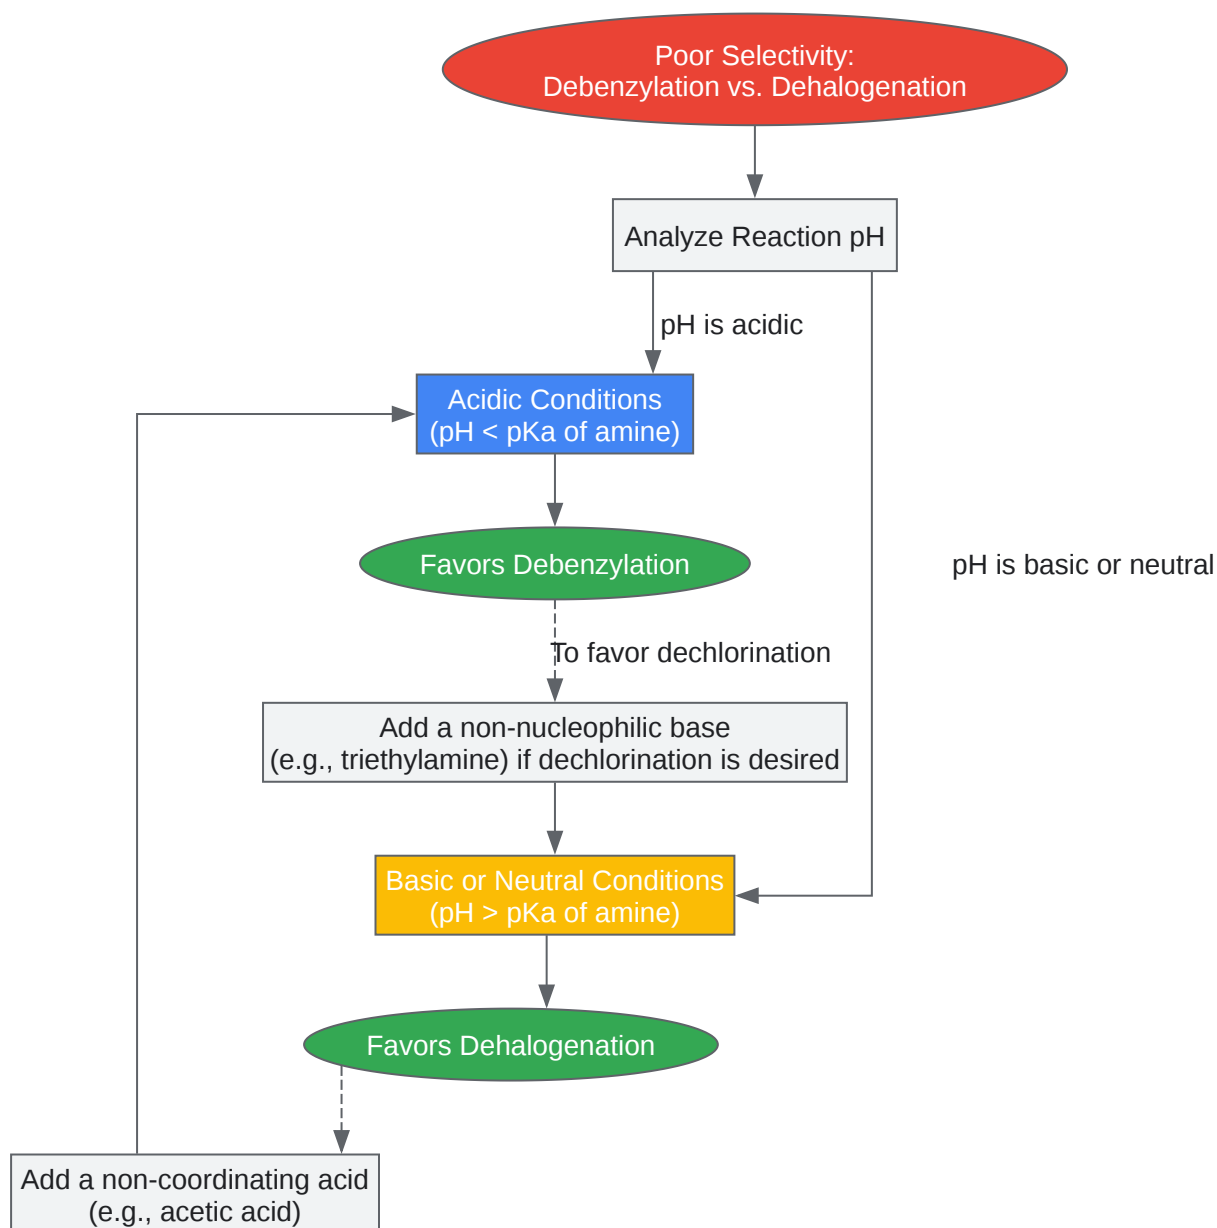 Poor Selectivity:
Debenzylation vs. Dehalogenation
Analyze Reaction pH
pH is acidic
Acidic Conditions
(pH < pKa of amine)
Favors Debenzylation
pH is basic or neutral
To favor dechlorination
Add a non-nucleophilic base
(e.g., triethylamine) if dechlorination is desired
Basic or Neutral Conditions
(pH > pKa of amine)
Favors Dehalogenation
Add a non-coordinating acid
(e.g., acetic acid)